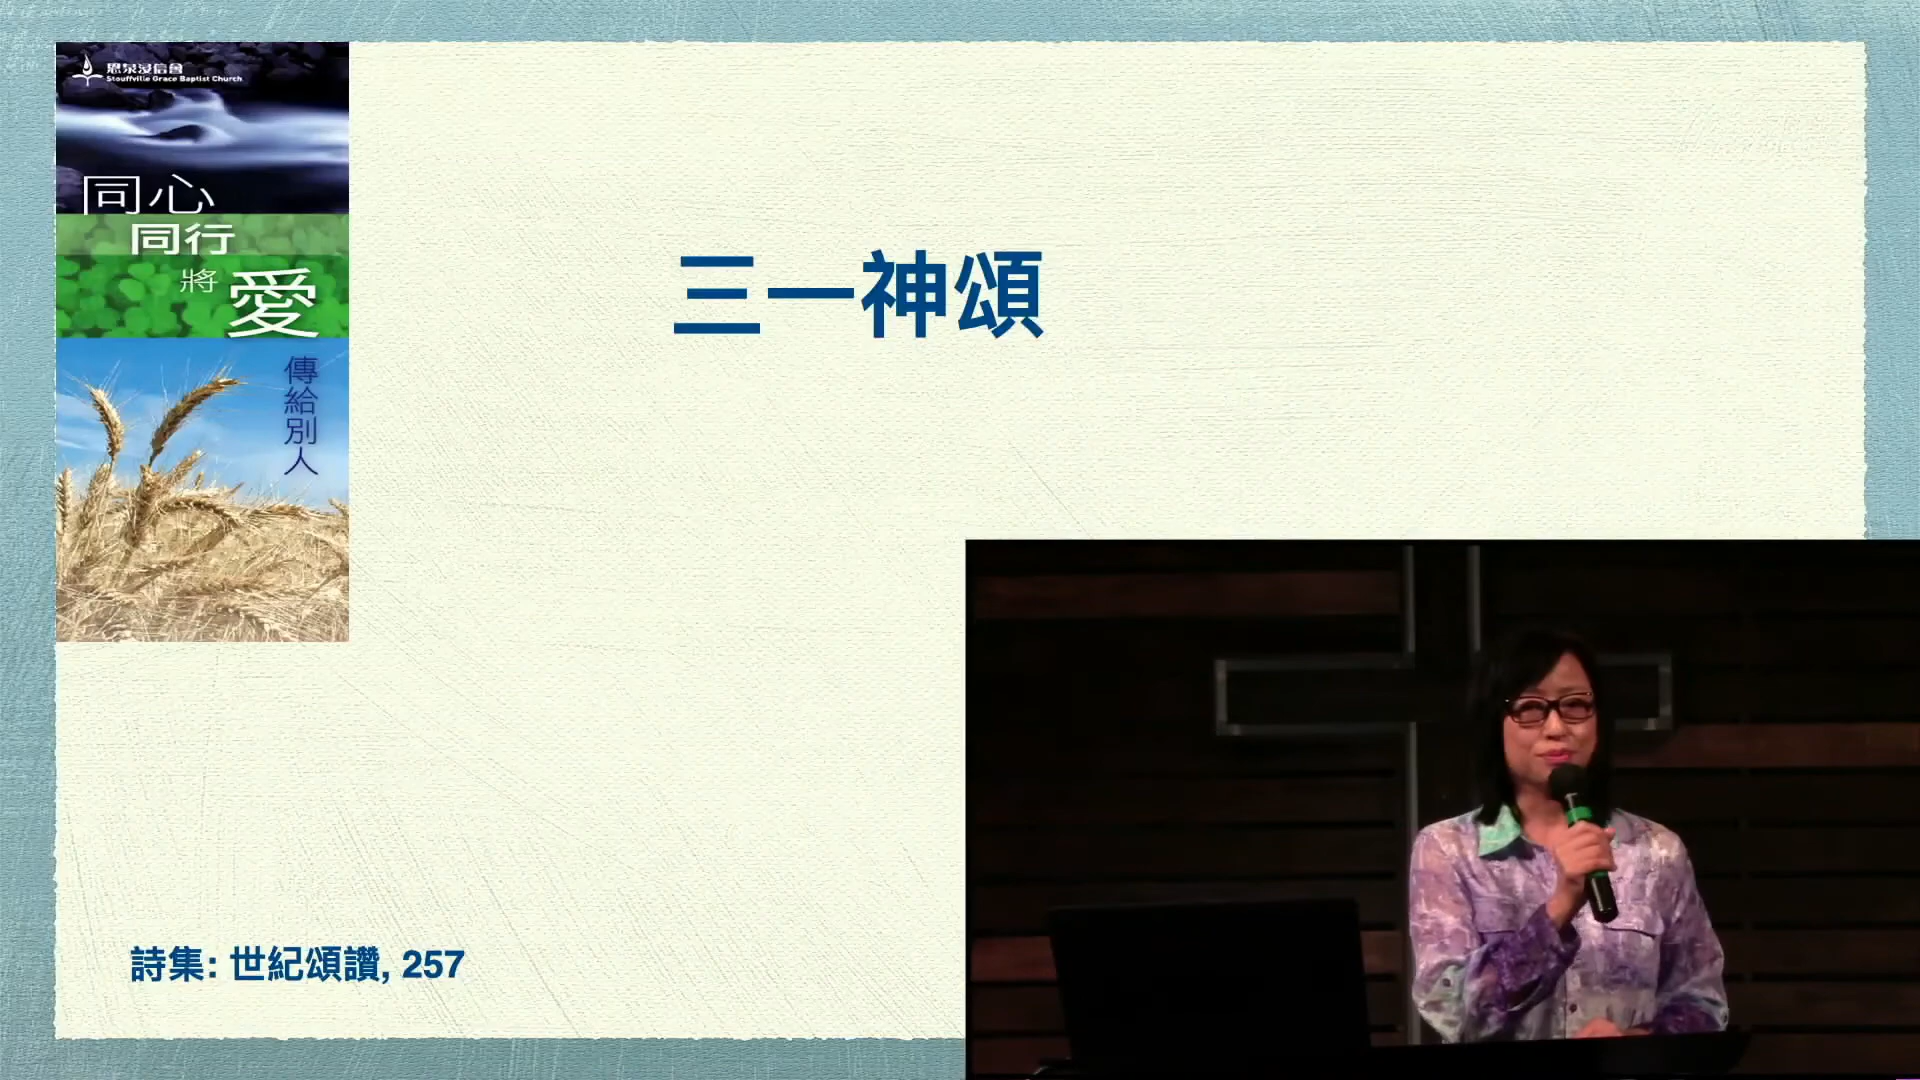 恩泉浸信會
Stouffville Grace Baptist Church
同心
同行
將愛
傳給別人
三一神頌
詩集: 世紀頌讚, 257